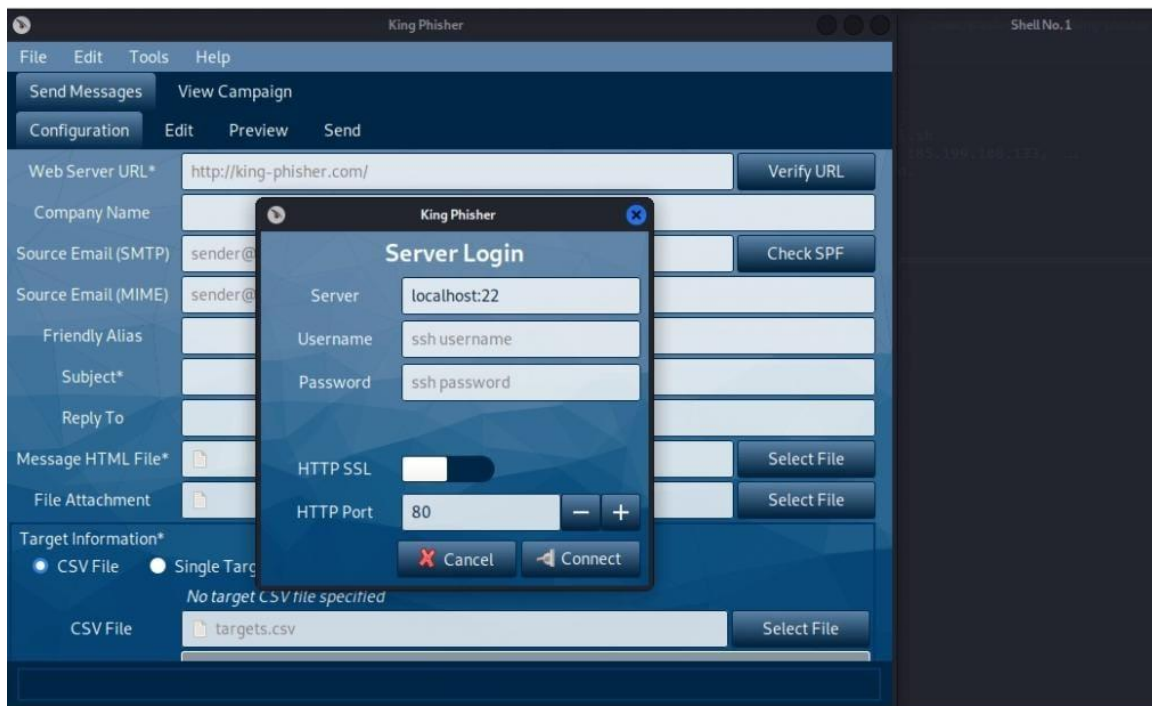 King Phisher
Shell No. 1
File Edit Tools Help
Send Messages View Campaign
Configuration Edit Preview Send
Web Server URL* http://king-phisher.com/ Verify URL
Company Name
Source Email (SMTP) sender@ Check SPF
Source Email (MIME) sender@
Friendly Alias
Subject*
Reply To
Message HTML File* Select File
File Attachment Select File
Target Information*
CSV File Single Targ
No target CSV file specified
CSV File targets.csv Select File
King Phisher
Server Login
Server localhost:22
Username ssh username
Password ssh password
HTTP SSL
HTTP Port 80 − +
Cancel Connect